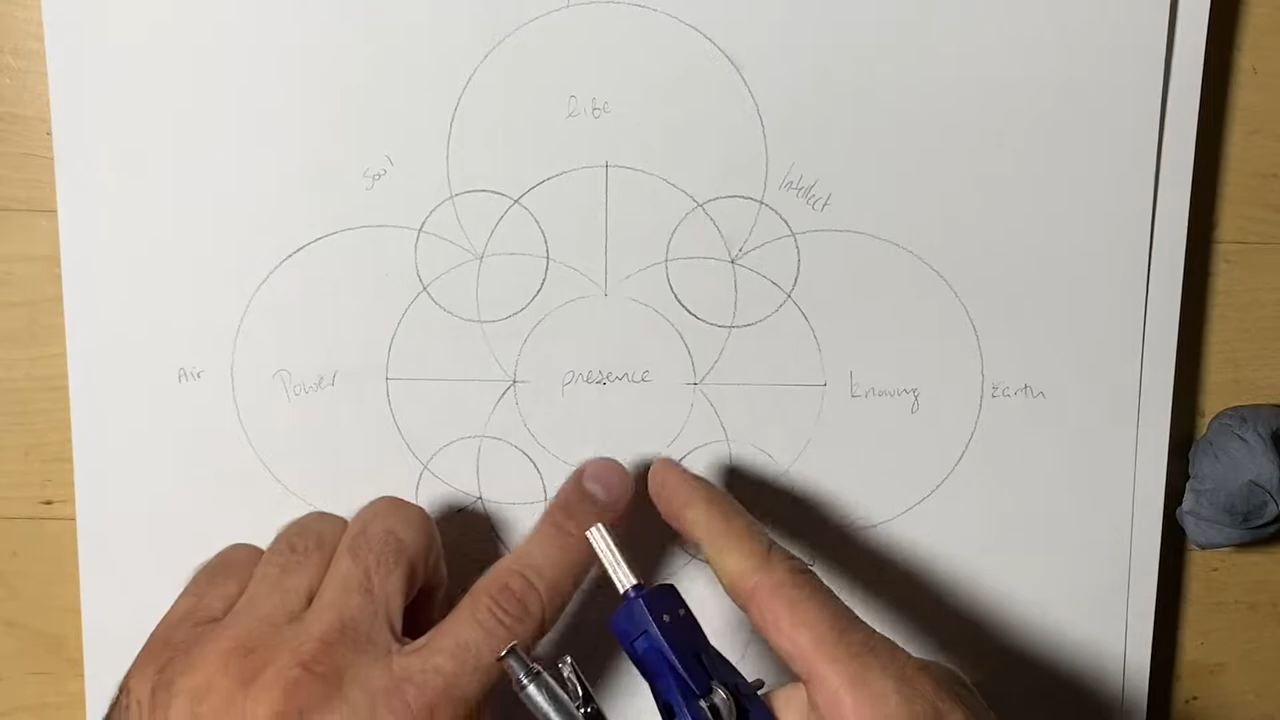 life
Soul
Intellect
Air
Power
presence
knowing
Earth